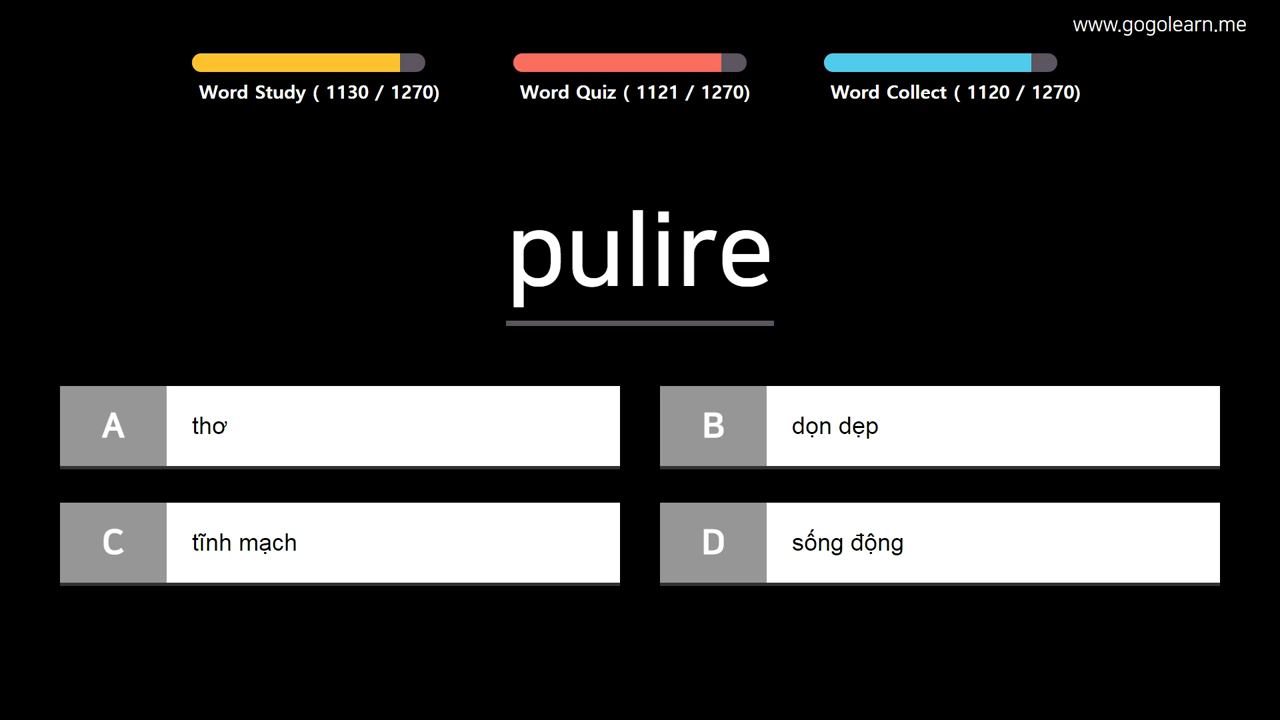 www.gogolearn.me
Word Study ( 1130 / 1270)
Word Quiz ( 1121 / 1270)
Word Collect ( 1120 / 1270)
pulire
A thơ
B dọn dẹp
C tĩnh mạch
D sống động